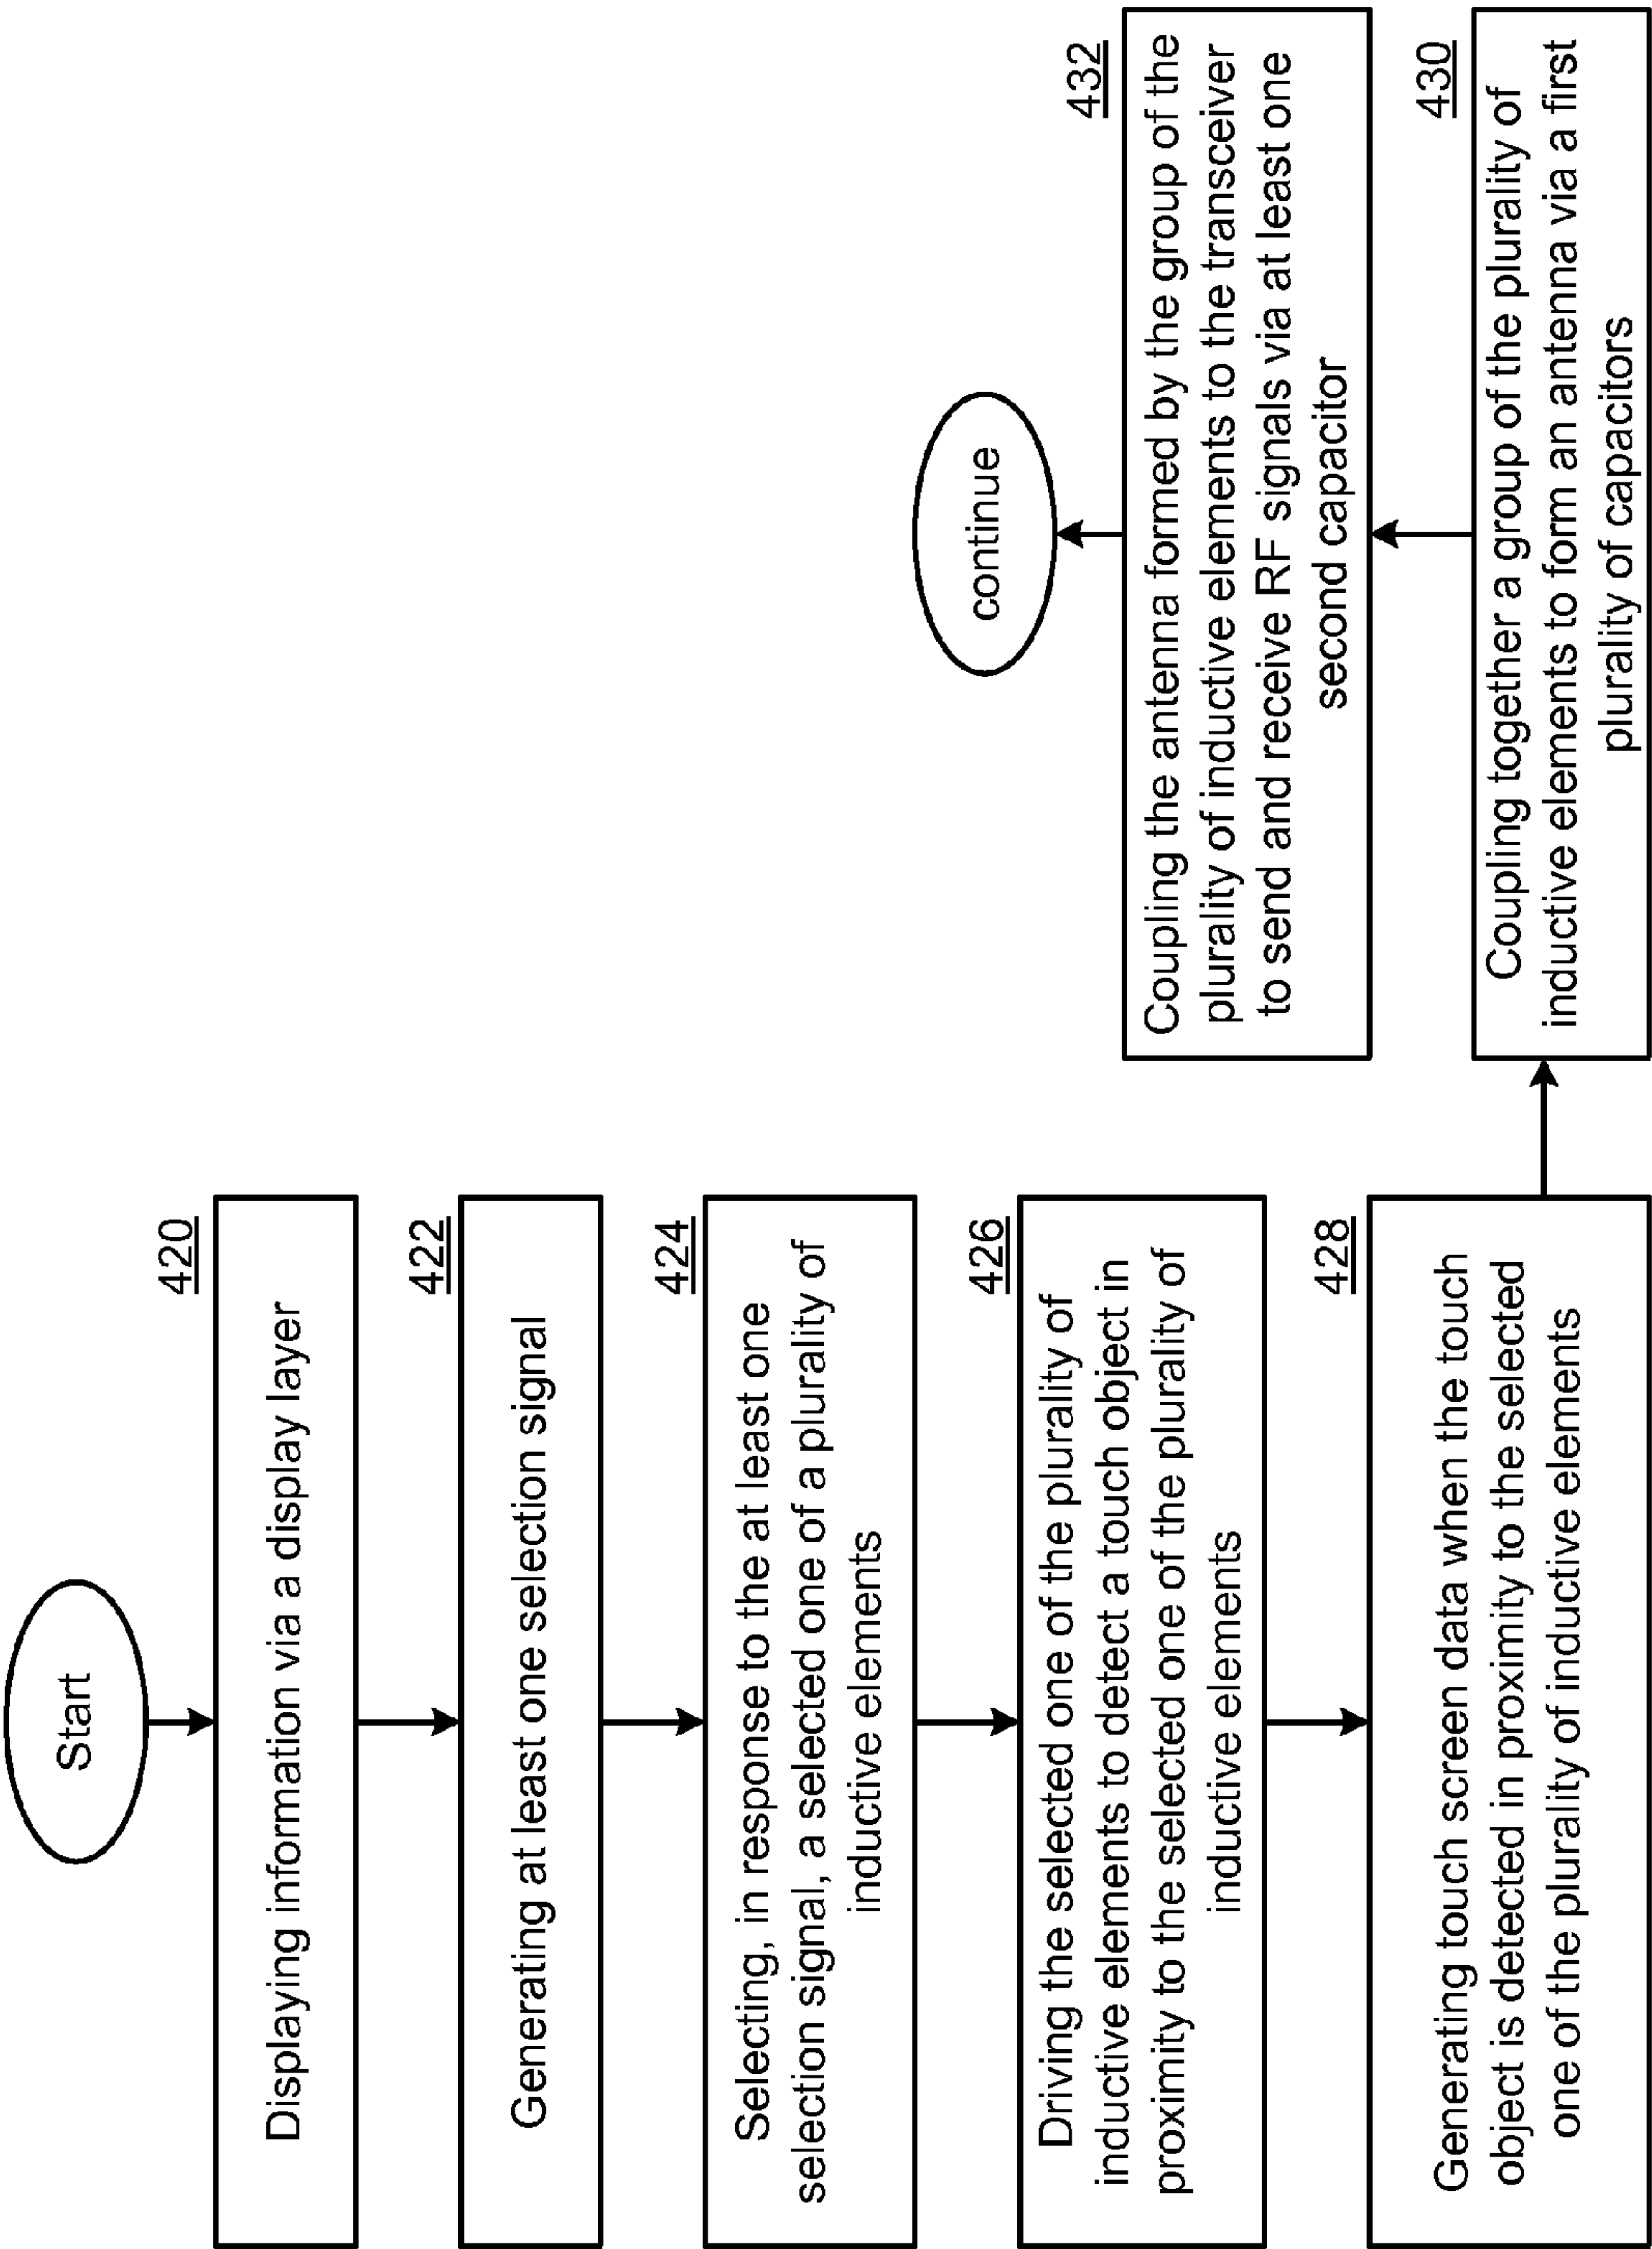 Start
420
Displaying information via a display layer
422
Generating at least one selection signal
424
Selecting, in response to the at least one
selection signal, a selected one of a plurality of
inductive elements
426
Driving the selected one of the plurality of
inductive elements to detect a touch object in
proximity to the selected one of the plurality of
inductive elements
428
Generating touch screen data when the touch
object is detected in proximity to the selected
one of the plurality of inductive elements
430
Coupling together a group of the plurality of
inductive elements to form an antenna via a first
plurality of capacitors
432
Coupling the antenna formed by the group of the
plurality of inductive elements to the transceiver
to send and receive RF signals via at least one
second capacitor
continue